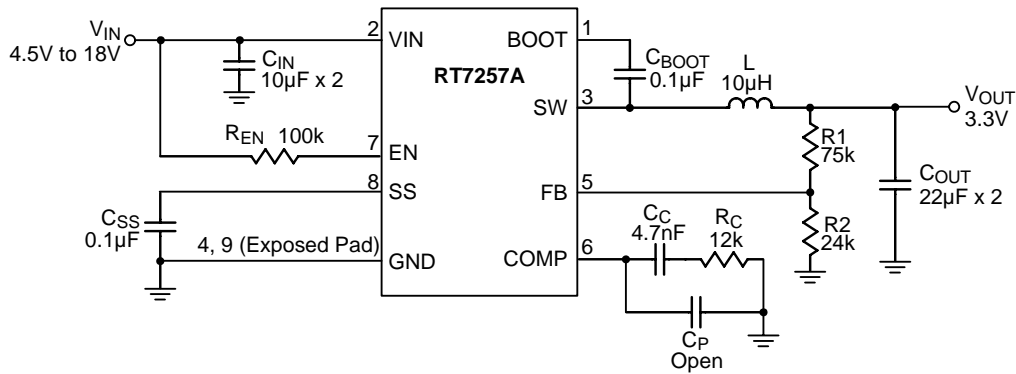 VIN
4.5V to 18V
CIN
10µF x 2
REN 100k
CSS
0.1µF
4, 9 (Exposed Pad)
2
7
8
VIN
EN
SS
GND
RT7257A
BOOT
SW
FB
COMP
1
3
5
6
CBOOT
0.1µF
L
10µH
VOUT
3.3V
R1
75k
COUT
22µF x 2
R2
24k
CC
4.7nF
RC
12k
CP
Open